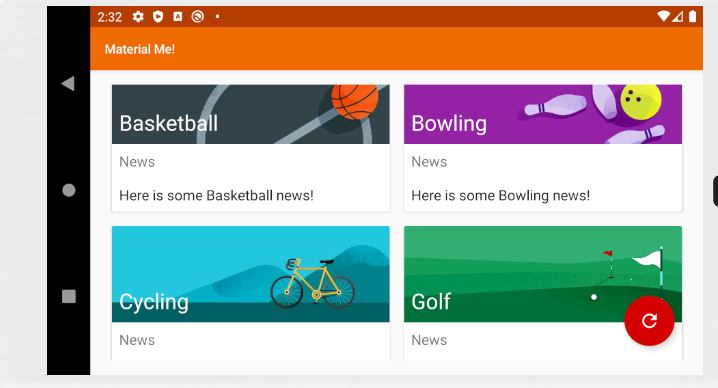 2:32
Material Me!
Basketball
News
Here is some Basketball news!
Bowling
News
Here is some Bowling news!
Cycling
News
Golf
News